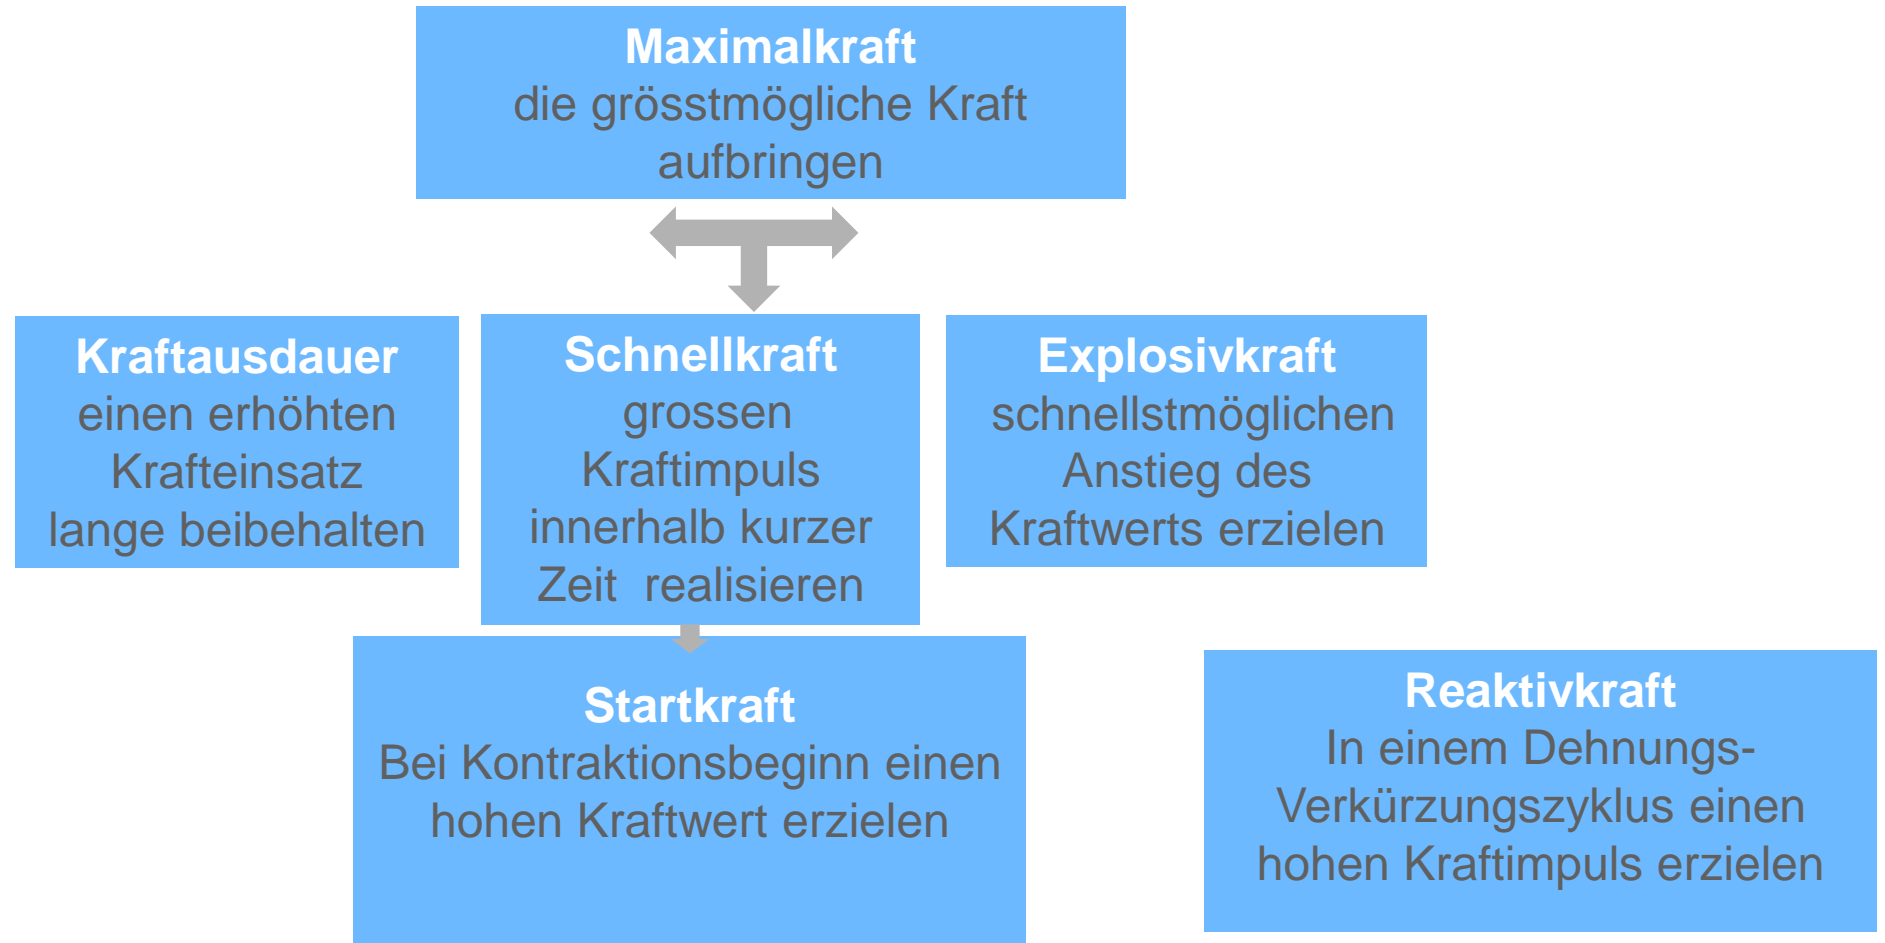 Maximalkraft
die grösstmögliche Kraft
aufbringen
Kraftausdauer
einen erhöhten
Krafteinsatz
lange beibehalten
Schnellkraft
grossen
Kraftimpuls
innerhalb kurzer
Zeit  realisieren
Explosivkraft
schnellstmöglichen
Anstieg des
Kraftwerts erzielen
Startkraft
Bei Kontraktionsbeginn einen
hohen Kraftwert erzielen
Reaktivkraft
In einem Dehnungs-
Verkürzungszyklus einen
hohen Kraftimpuls erzielen